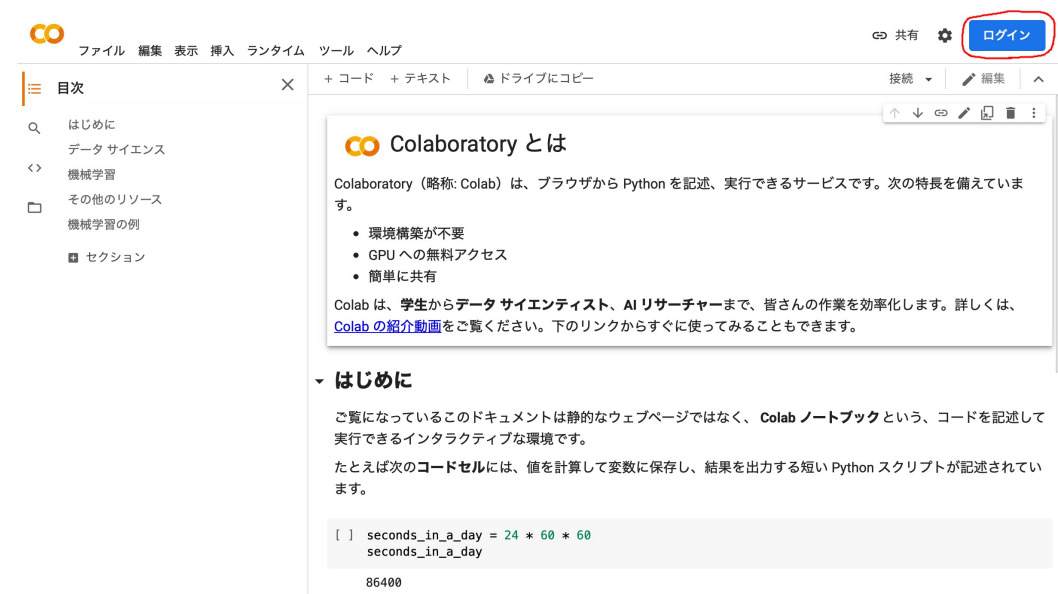 共有
ログイン
ファイル 編集 表示 挿入 ランタイム ツール ヘルプ
目次
+ コード + テキスト ドライブにコピー
接続 編集
はじめに
データ サイエンス
機械学習
その他のリソース
機械学習の例
セクション
Colaboratory とは
Colaboratory（略称: Colab）は、ブラウザから Python を記述、実行できるサービスです。次の特長を備えていま
す。
• 環境構築が不要
• GPU への無料アクセス
• 簡単に共有
Colab は、学生からデータ サイエンティスト、AI リサーチャーまで、皆さんの作業を効率化します。詳しくは、
Colab の紹介動画をご覧ください。下のリンクからすぐに使ってみることもできます。
はじめに
ご覧になっているこのドキュメントは静的なウェブページではなく、 Colab ノートブック という、コードを記述して
実行できるインタラクティブな環境です。
たとえば次のコードセルには、値を計算して変数に保存し、結果を出力する短い Python スクリプトが記述されてい
ます。
[ ] seconds_in_a_day = 24 * 60 * 60
seconds_in_a_day
86400